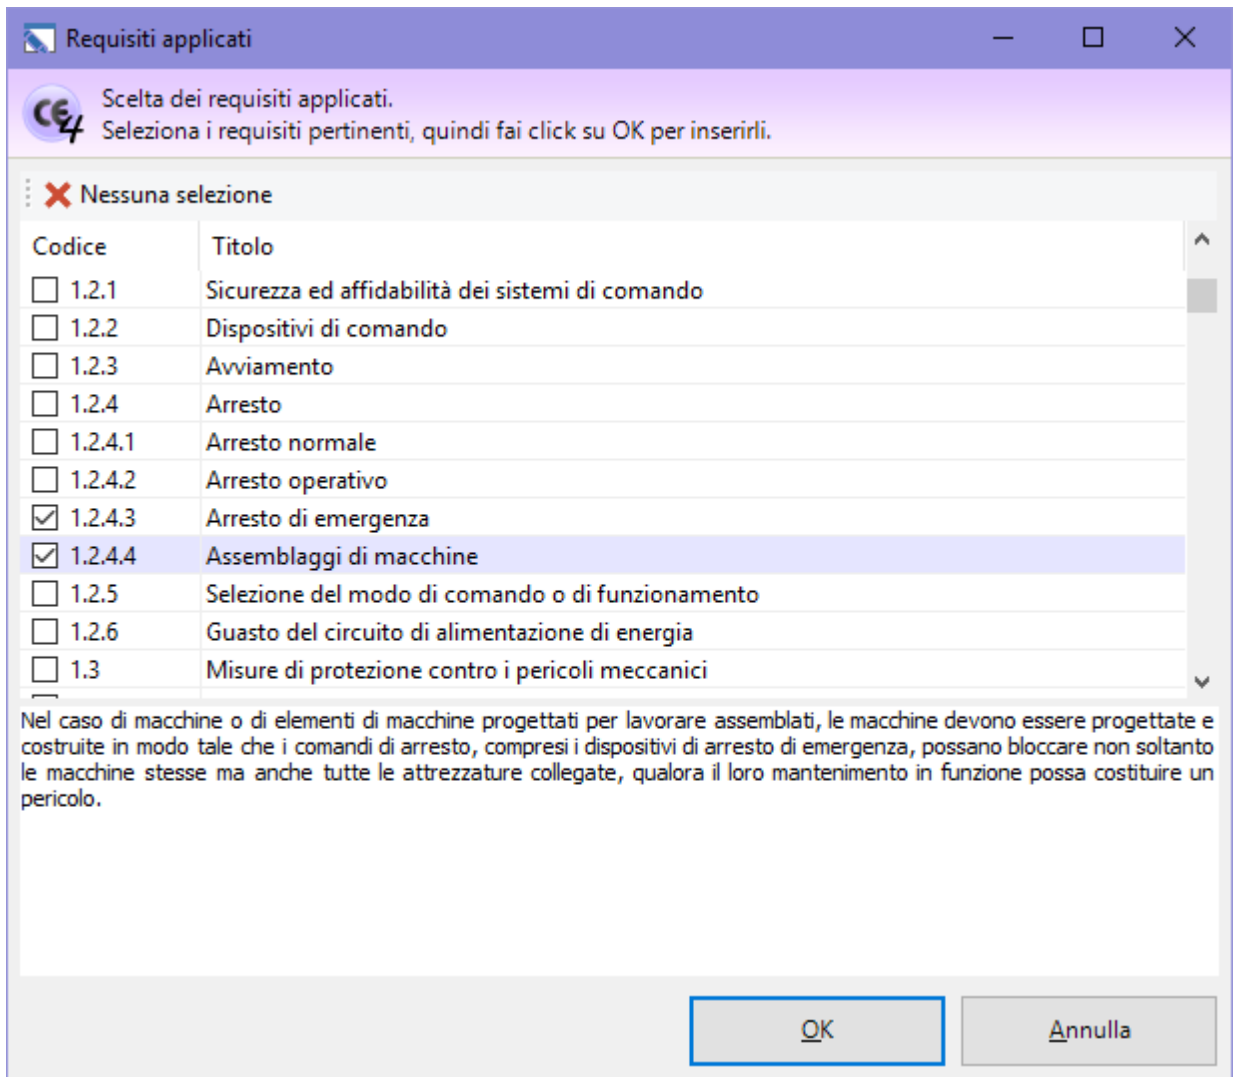 Requisiti applicati
CE4
Scelta dei requisiti applicati.
Seleziona i requisiti pertinenti, quindi fai click su OK per inserirli.
Nessuna selezione
Codice Titolo
1.2.1 Sicurezza ed affidabilità dei sistemi di comando
1.2.2 Dispositivi di comando
1.2.3 Avviamento
1.2.4 Arresto
1.2.4.1 Arresto normale
1.2.4.2 Arresto operativo
1.2.4.3 Arresto di emergenza
1.2.4.4 Assemblaggi di macchine
1.2.5 Selezione del modo di comando o di funzionamento
1.2.6 Guasto del circuito di alimentazione di energia
1.3 Misure di protezione contro i pericoli meccanici
Nel caso di macchine o di elementi di macchine progettati per lavorare assemblati, le macchine devono essere progettate e
costruite in modo tale che i comandi di arresto, compresi i dispositivi di arresto di emergenza, possano bloccare non soltanto
le macchine stesse ma anche tutte le attrezzature collegate, qualora il loro mantenimento in funzione possa costituire un
pericolo.
OK Annulla